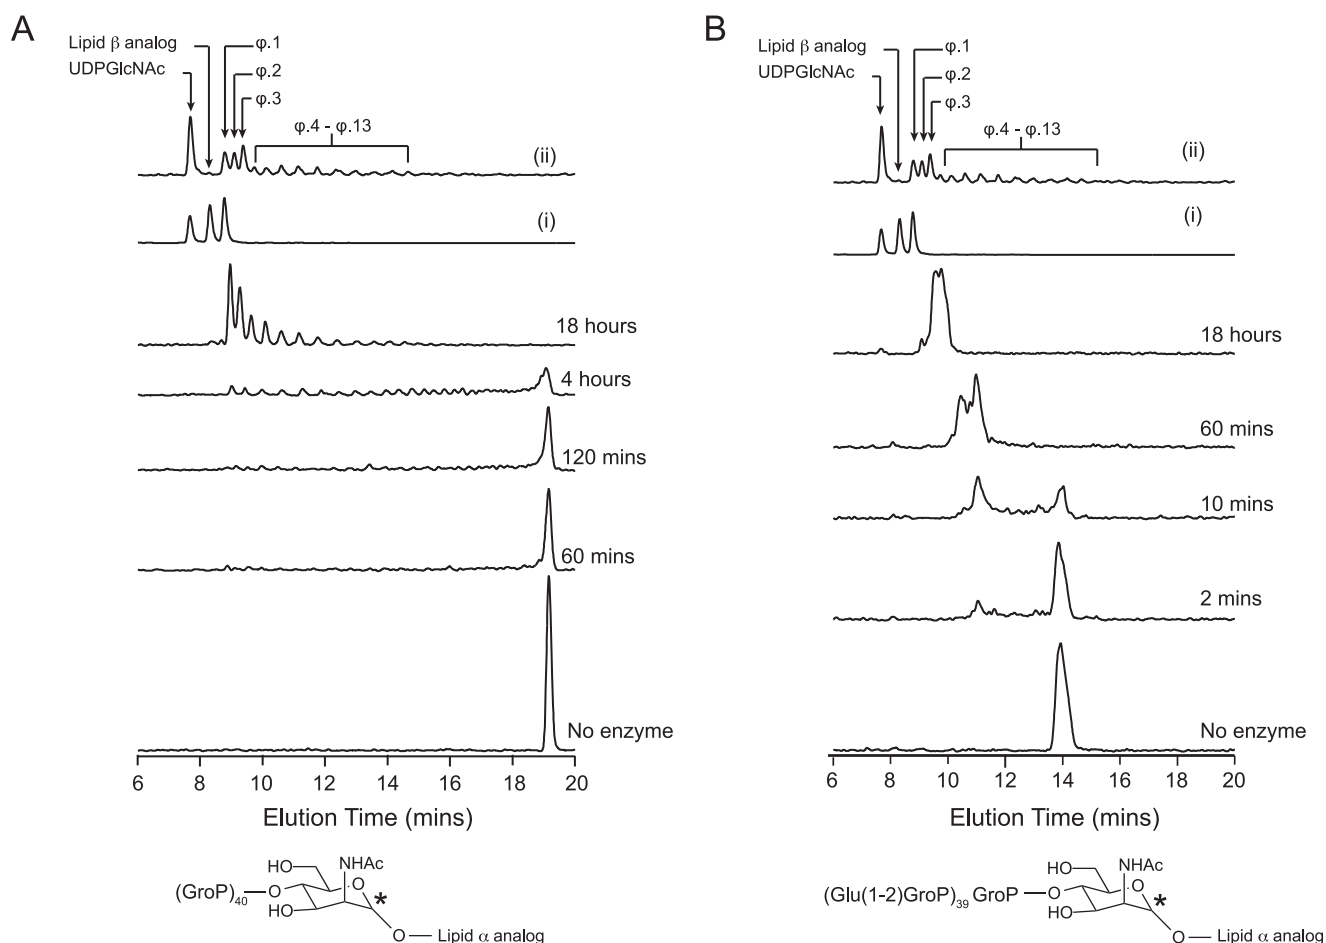 A
Lipid β analog
UDPGlcNAc
φ.1
φ.2
φ.3
φ.4 - φ.13
(ii)
(i)
18 hours
4 hours
120 mins
60 mins
No enzyme
6 8 10 12 14 16 18 20
Elution Time (mins)
HO
NHAc
(GroP)40
O
O
HO
*
O
Lipid α analog
B
Lipid β analog
UDPGlcNAc
φ.1
φ.2
φ.3
φ.4 - φ.13
(ii)
(i)
18 hours
60 mins
10 mins
2 mins
No enzyme
6 8 10 12 14 16 18 20
Elution Time (mins)
HO
NHAc
(Glu(1-2)GroP)39 GroP
O
O
HO
*
O
Lipid α analog